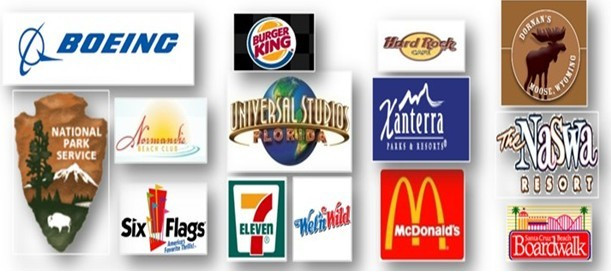 BOEING
BURGER
KING
Hard Rock
CAFE
DORNAN'S
MOOSE, WYOMING
NATIONAL
PARK
SERVICE
Normandie
BEACH CLUB
UNIVERSAL STUDIOS
FLORIDA
Xanterra
PARKS & RESORTS®
The NASWA
RESORT
Six Flags
America's
Favorite Thrills!
7
ELEVEN
Wet'n Wild
McDonald's
Santa Cruz Beach
Boardwalk